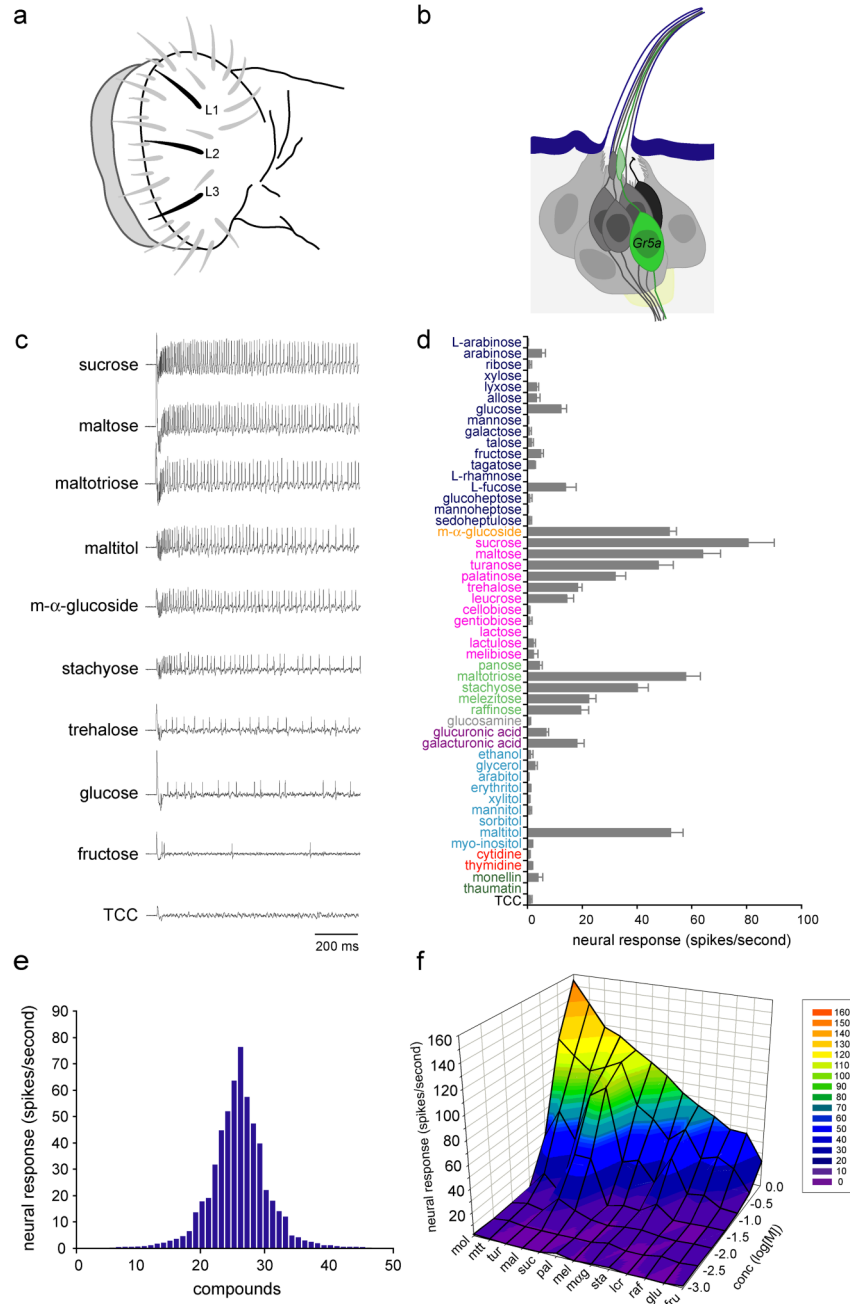 a
L1
L2
L3
b
Gr5a
c
sucrose
maltose
maltotriose
maltitol
m-α-glucoside
stachyose
trehalose
glucose
fructose
TCC
200 ms
d
L-arabinose
arabinose
ribose
xylose
lyxose
allose
glucose
mannose
galactose
talose
fructose
tagatose
L-rhamnose
L-fucose
glucoheptose
mannoheptose
sedoheptulose
m-α-glucoside
sucrose
maltose
turanose
palatinose
trehalose
leucrose
cellobiose
gentiobiose
lactose
lactulose
melibiose
panose
maltotriose
stachyose
melezitose
raffinose
glucosamine
glucuronic acid
galacturonic acid
ethanol
glycerol
arabitol
erythritol
xylitol
mannitol
sorbitol
maltitol
myo-inositol
cytidine
thymidine
monellin
thaumatin
TCC
0 20 40 60 80 100
neural response (spikes/second)
e
90
80
70
60
50
40
30
20
10
0
0 10 20 30 40 50
neural response (spikes/second)
compounds
f
160
140
120
100
80
60
40
20
neural response (spikes/second)
mol
mtt
tur
mal
suc
pal
mel
mog
sta
lcr
raf
glu
fru
0.0
-0.5
-1.0
-1.5
-2.0
-2.5
-3.0
conc (log[M])
160
150
140
130
120
110
100
90
80
70
60
50
40
30
20
10
0